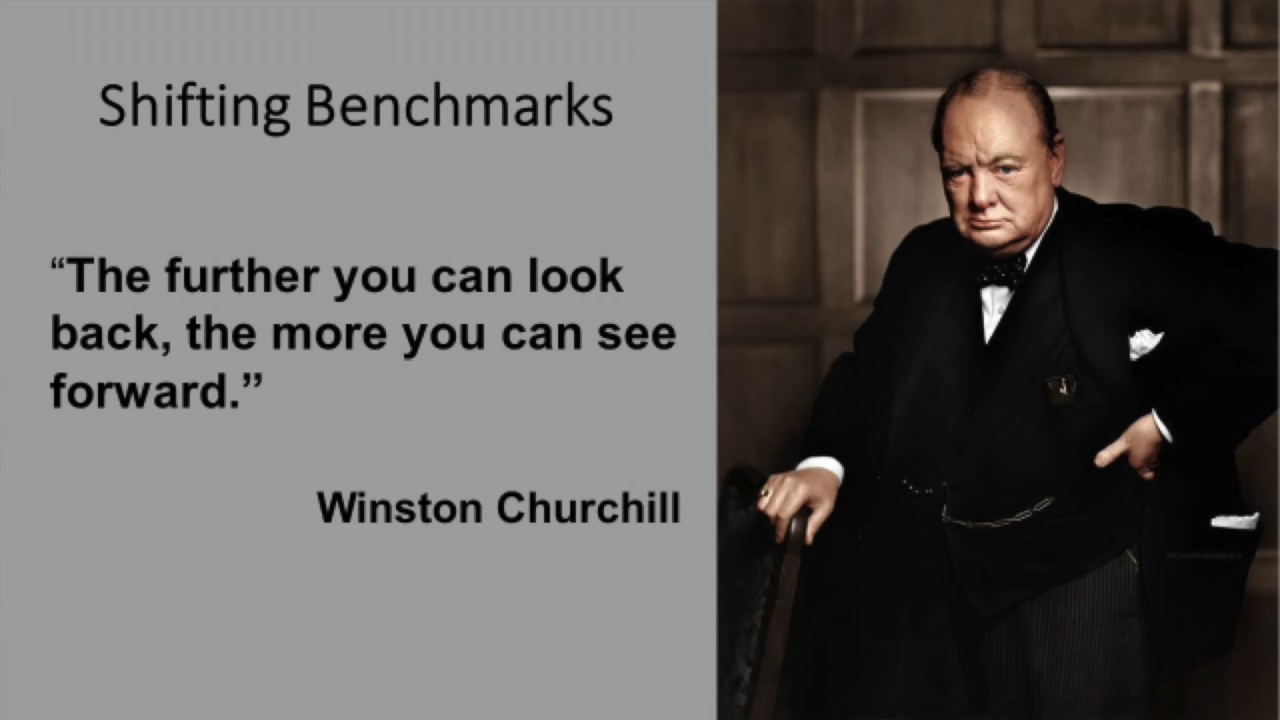 Shifting Benchmarks
“The further you can look
back, the more you can see
forward.”
Winston Churchill